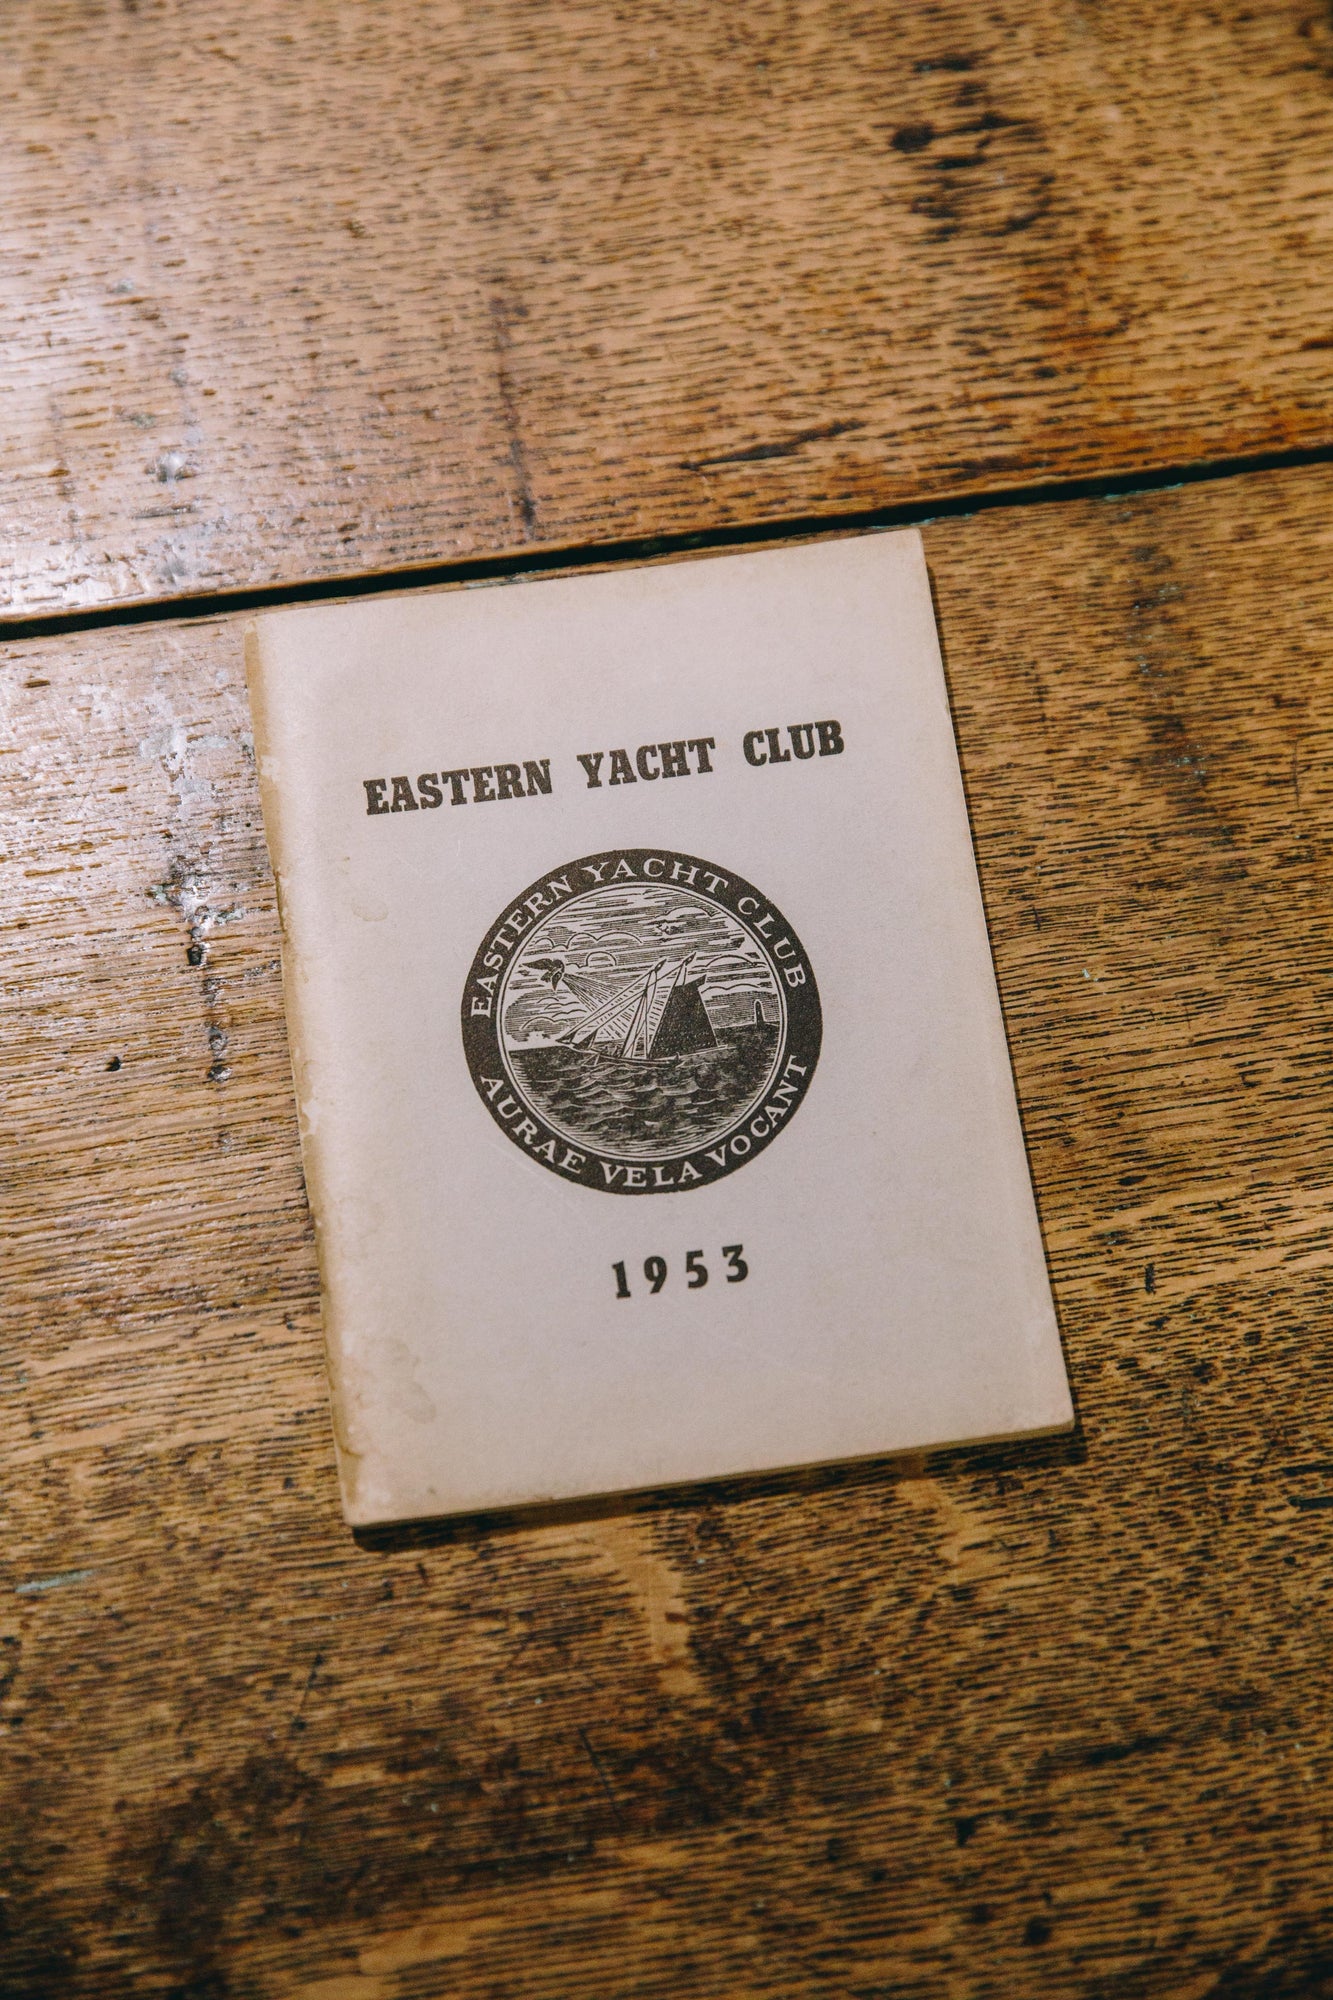 EASTERN YACHT CLUB
EASTERN YACHT CLUB
AURAE VELA VOCANT
1953